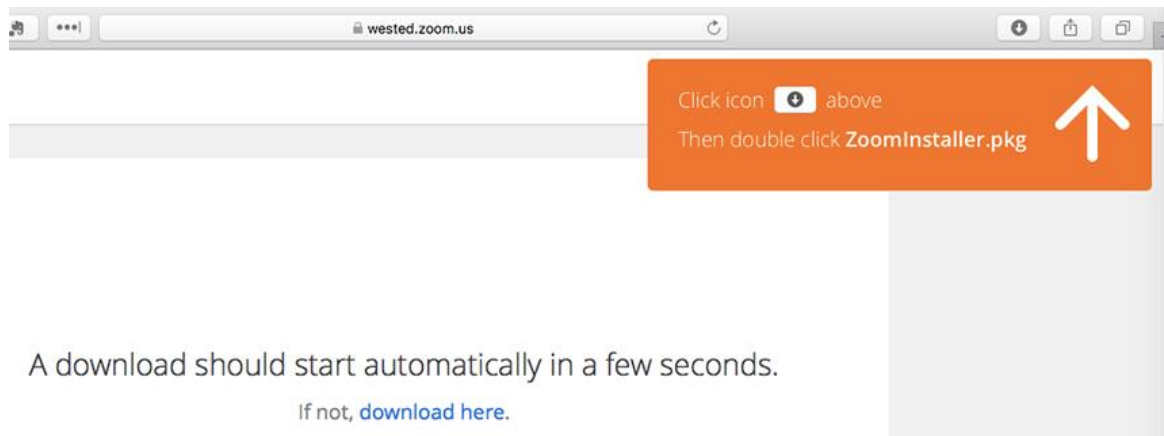 wested.zoom.us
Click icon above
Then double click ZoomInstaller.pkg
A download should start automatically in a few seconds.
If not, download here.